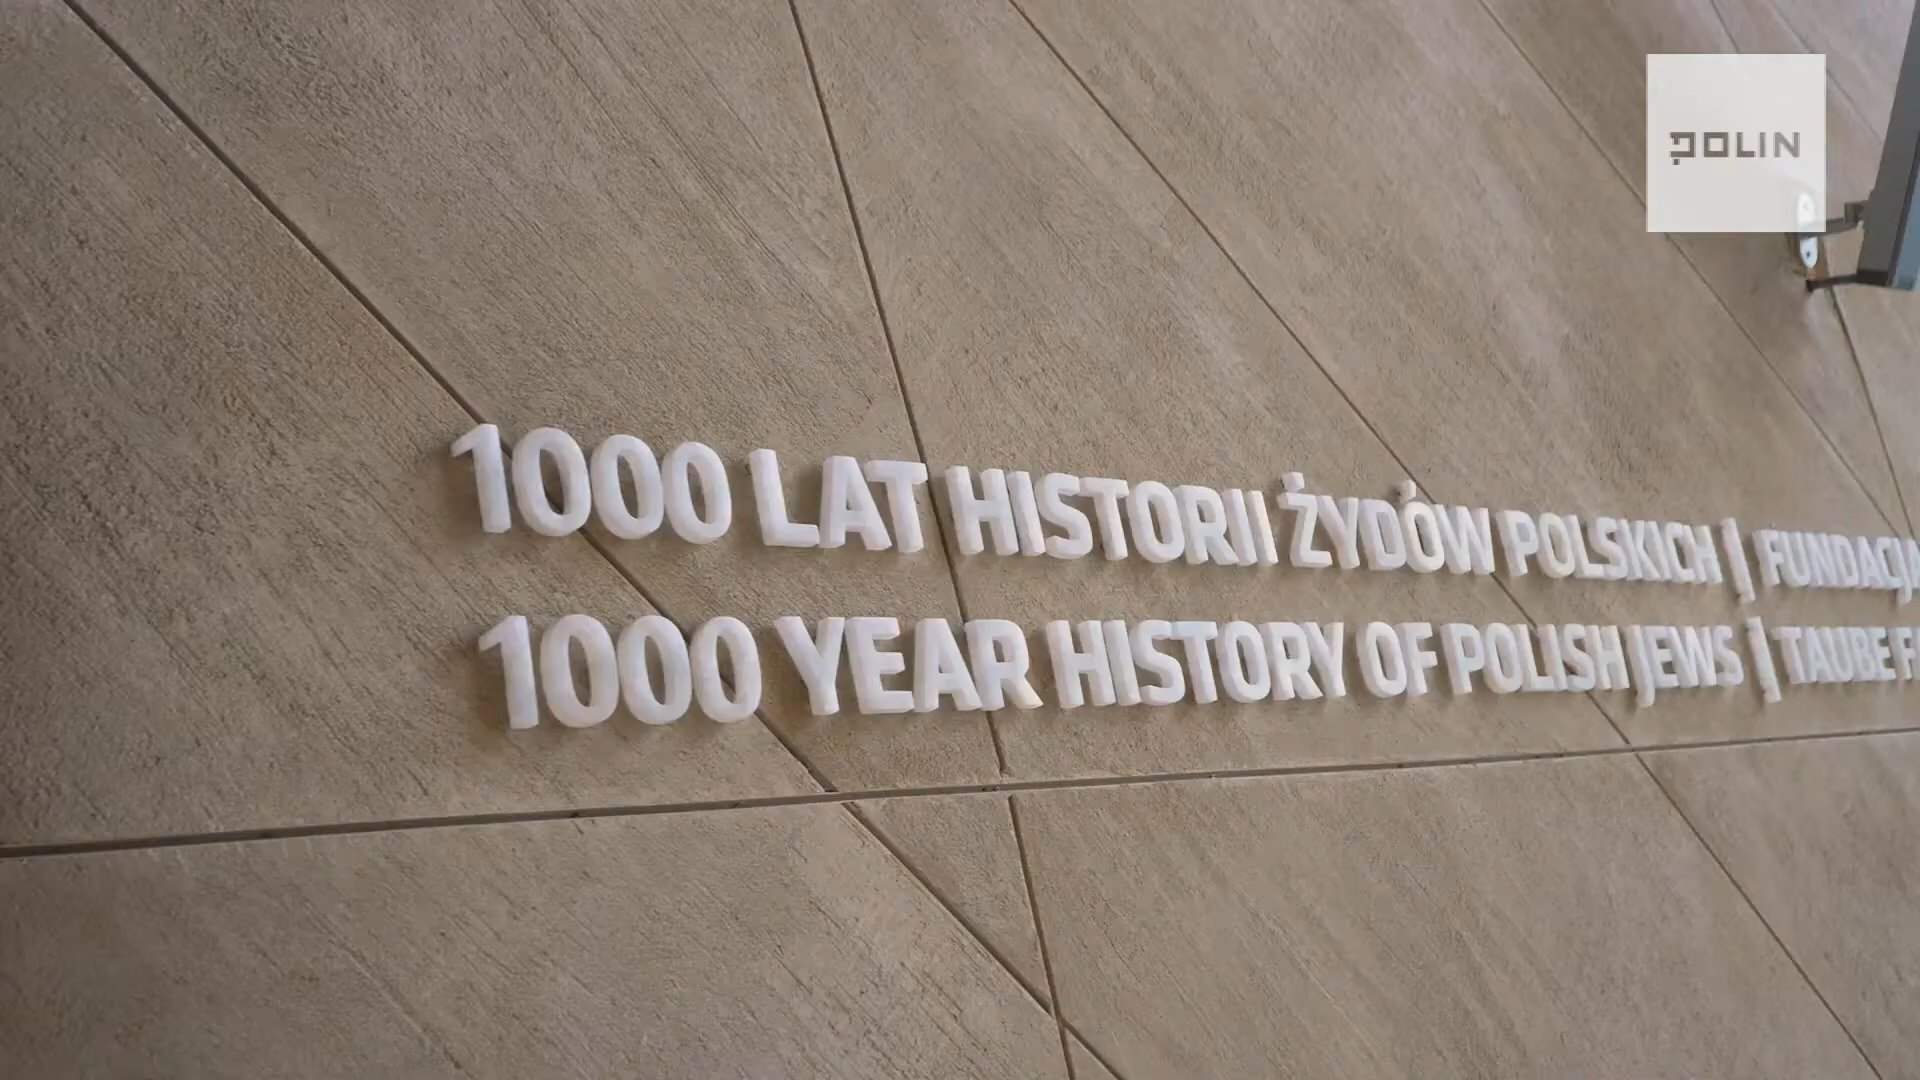 POLIN
1000 LAT HISTORII ŻYDÓW POLSKICH | FUNDACJA
1000 YEAR HISTORY OF POLISH JEWS | TAUBE